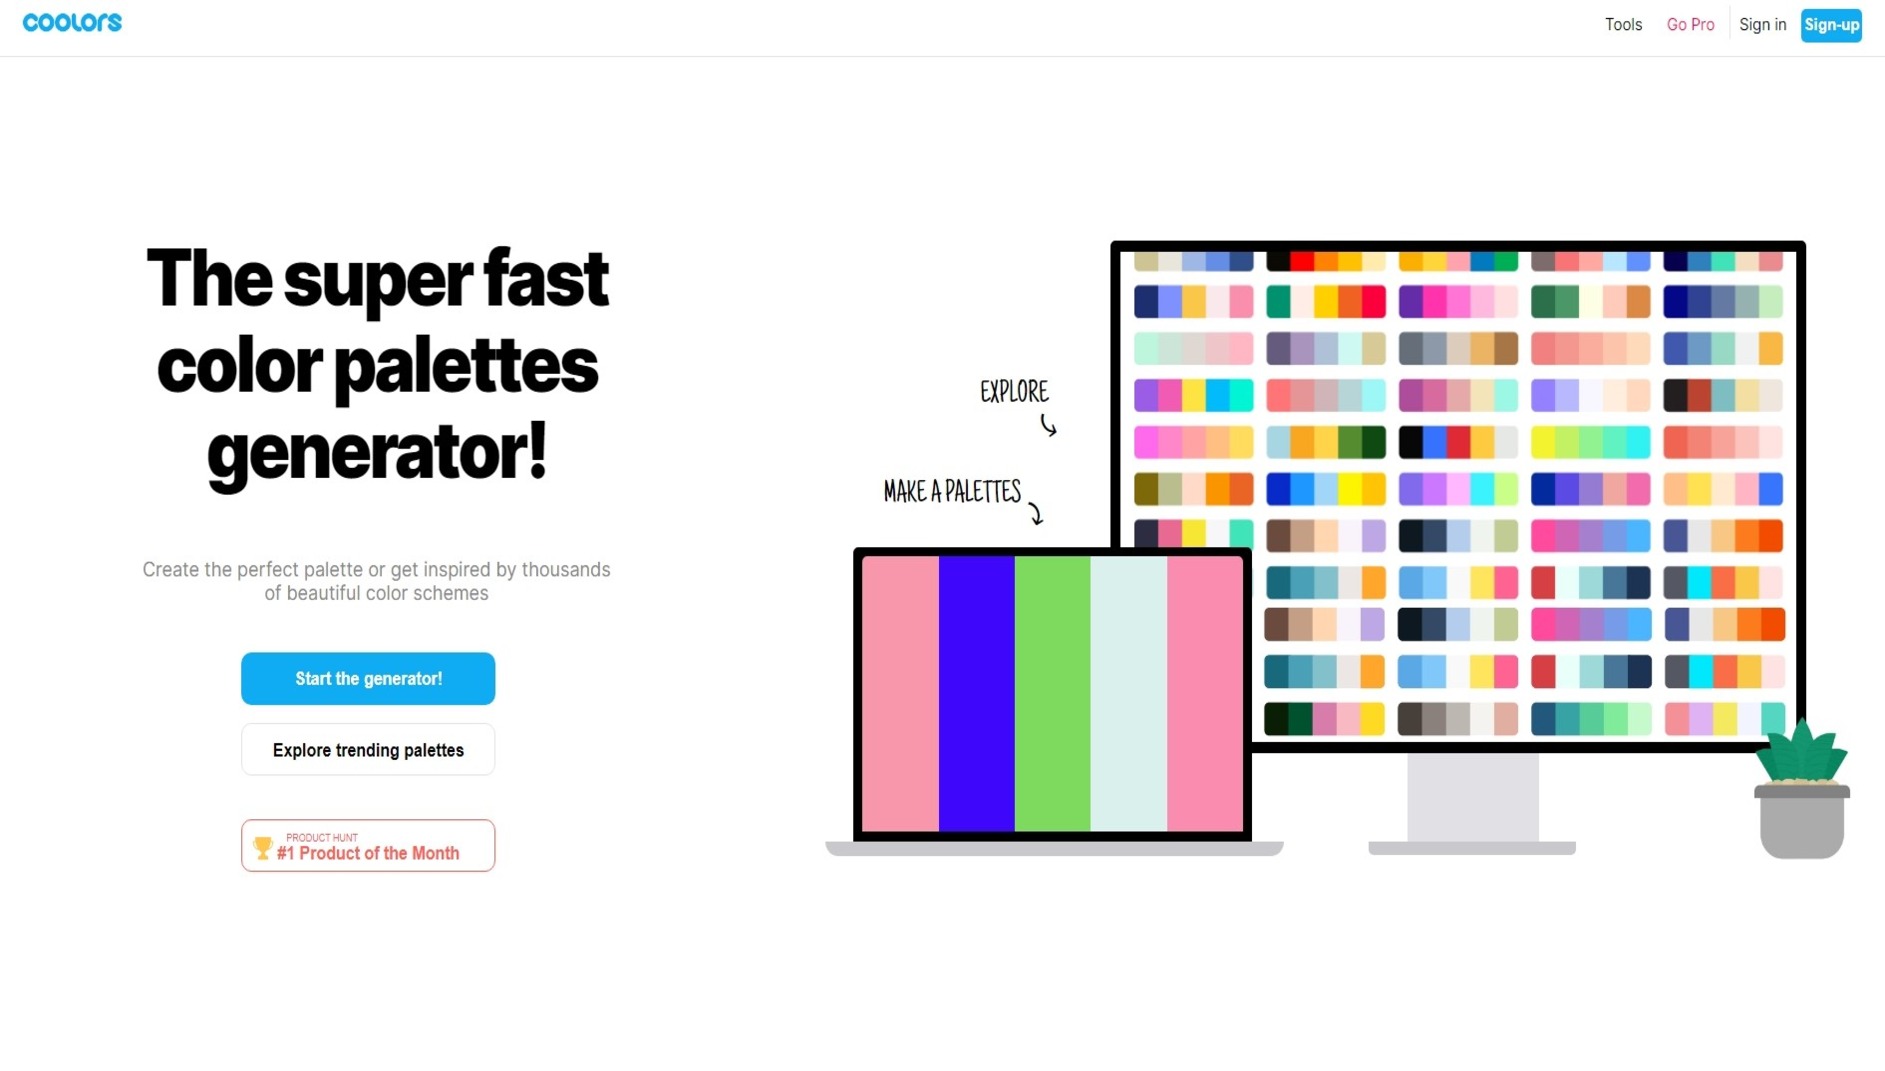 coolors
Tools
Go Pro
Sign in
Sign-up
The super fast
color palettes
generator!
Create the perfect palette or get inspired by thousands
of beautiful color schemes
Start the generator!
Explore trending palettes
PRODUCT HUNT
#1 Product of the Month
EXPLORE
MAKE A PALETTES